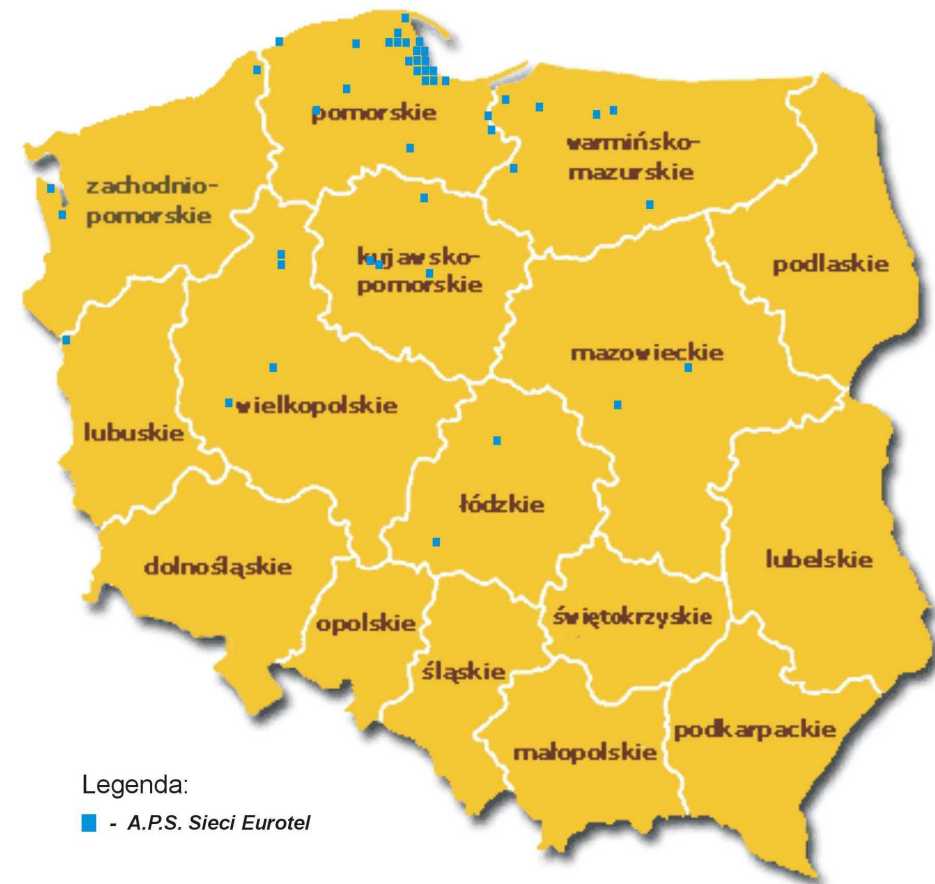 pomorskie
warmińsko-
mazurskie
zachodnio-
pomorskie
kujawsko-
pomorskie
podlaskie
mazowieckie
wielkopolskie
lubuskie
łódzkie
dolnośląskie
lubelskie
opolskie
świętokrzyskie
śląskie
małopolskie
podkarpackie
Legenda:
- A.P.S. Sieci Eurotel